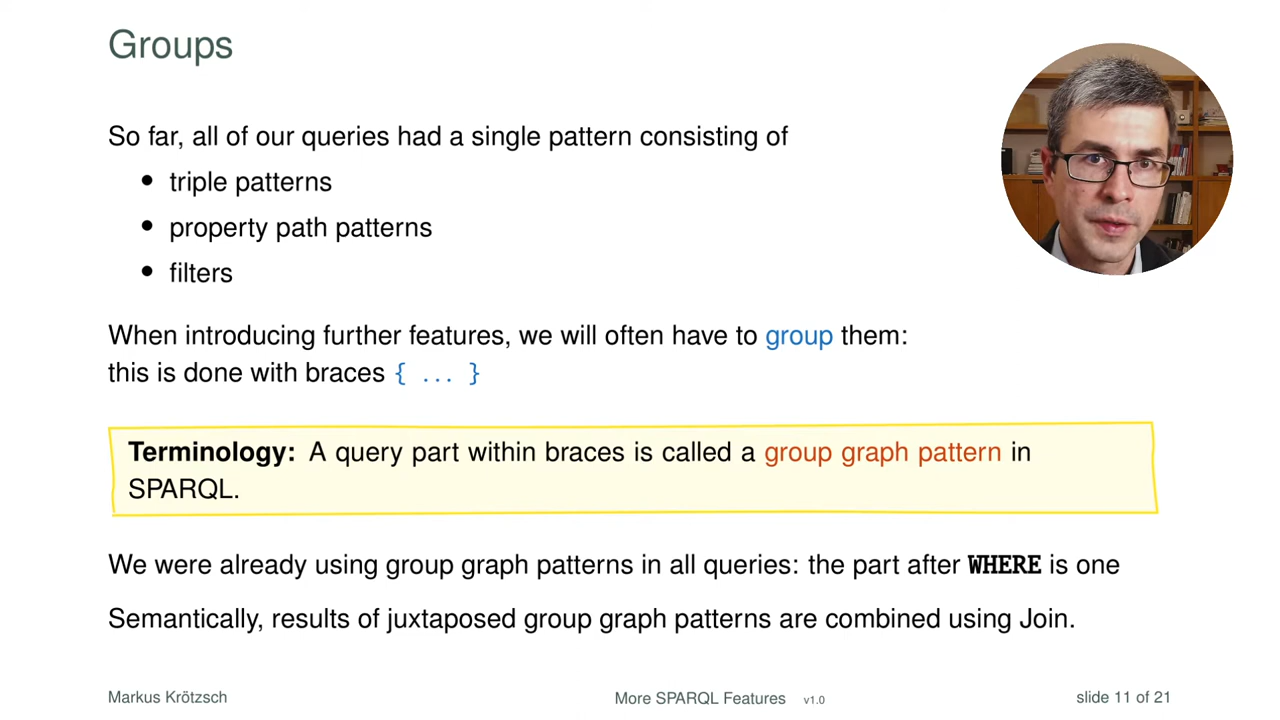 Groups
So far, all of our queries had a single pattern consisting of
• triple patterns
• property path patterns
• filters
When introducing further features, we will often have to group them:
this is done with braces { ... }
Terminology: A query part within braces is called a group graph pattern in
SPARQL.
We were already using group graph patterns in all queries: the part after WHERE is one
Semantically, results of juxtaposed group graph patterns are combined using Join.
Markus Krötzsch More SPARQL Features v1.0 slide 11 of 21